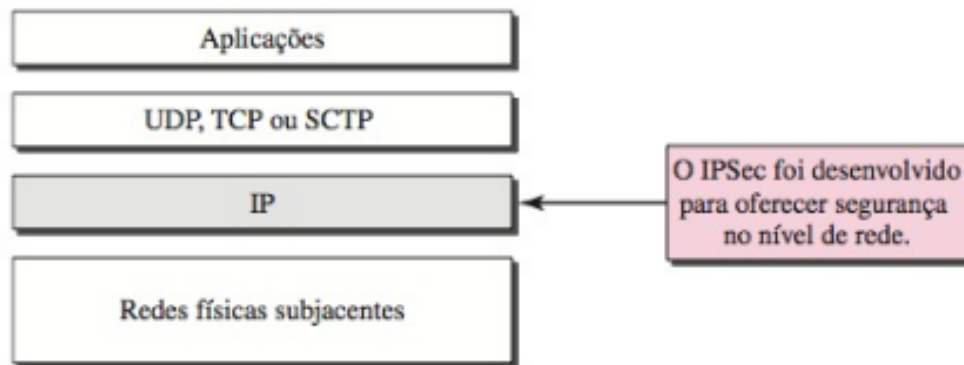 Aplicações
UDP, TCP ou SCTP
IP
O IPSec foi desenvolvido
para oferecer segurança
no nível de rede.
Redes físicas subjacentes